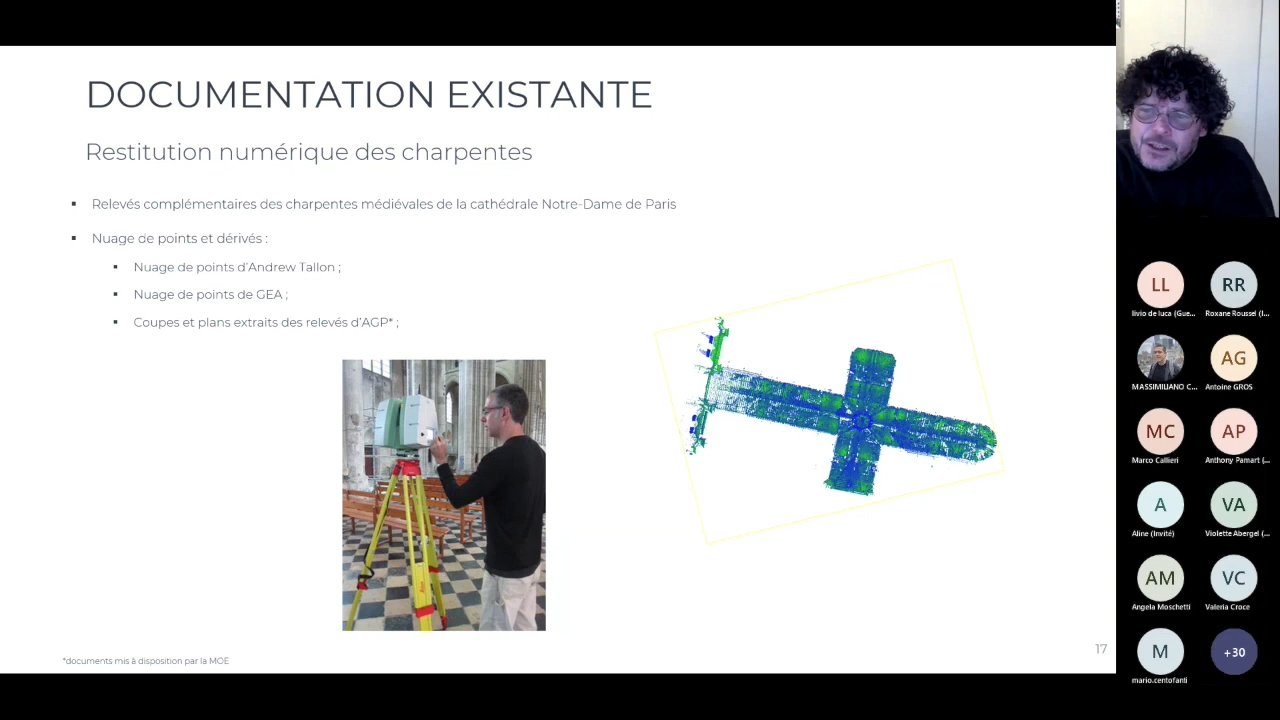 DOCUMENTATION EXISTANTE
Restitution numérique des charpentes
Relevés complémentaires des charpentes médiévales de la cathédrale Notre-Dame de Paris
Nuage de points et dérivés :
Nuage de points d'Andrew Tallon ;
Nuage de points de GEA ;
Coupes et plans extraits des relevés d'AGP* ;
*documents mis à disposition par la MOE
17
LL
RR
livio de luca (Gue...
Roxane Roussel (I...
AG
MASSIMILIANO C...
Antoine GROS
MC
AP
Marco Callieri
Anthony Pamart (...
A
VA
Aline (Invité)
Violette Abergel (...
AM
VC
Angela Moschetti
Valeria Croce
M
+30
mario.centofanti